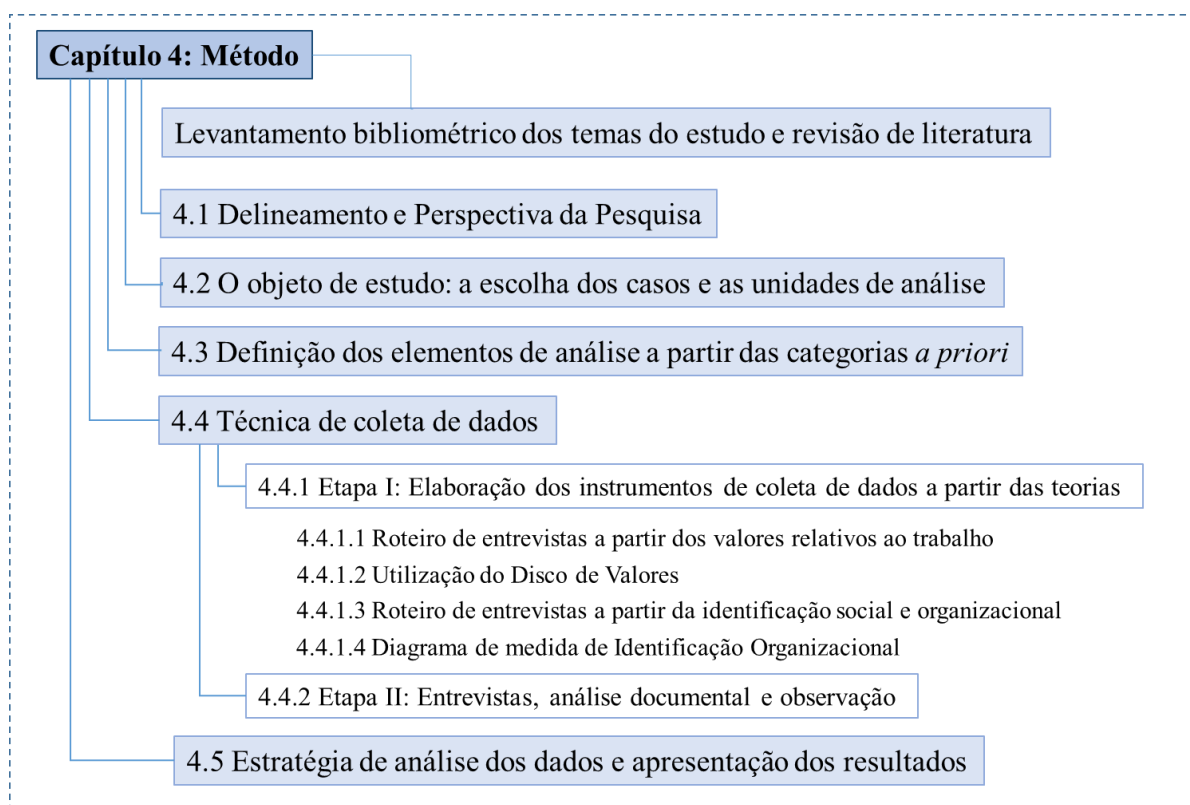 Capítulo 4: Método
Levantamento bibliométrico dos temas do estudo e revisão de literatura
4.1 Delineamento e Perspectiva da Pesquisa
4.2 O objeto de estudo: a escolha dos casos e as unidades de análise
4.3 Definição dos elementos de análise a partir das categorias a priori
4.4 Técnica de coleta de dados
4.4.1 Etapa I: Elaboração dos instrumentos de coleta de dados a partir das teorias
4.4.1.1 Roteiro de entrevistas a partir dos valores relativos ao trabalho
4.4.1.2 Utilização do Disco de Valores
4.4.1.3 Roteiro de entrevistas a partir da identificação social e organizacional
4.4.1.4 Diagrama de medida de Identificação Organizacional
4.4.2 Etapa II: Entrevistas, análise documental e observação
4.5 Estratégia de análise dos dados e apresentação dos resultados